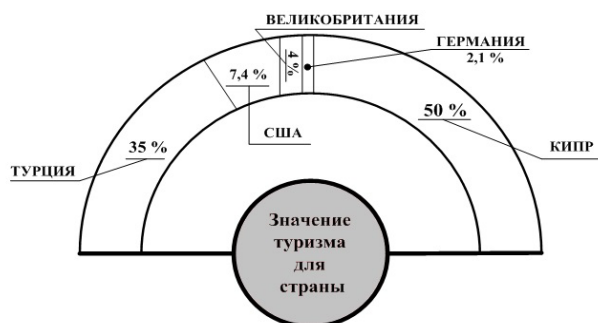 ВЕЛИКОБРИТАНИЯ
ГЕРМАНИЯ
2,1 %
4 %
7,4 %
50 %
США
35 %
КИПР
ТУРЦИЯ
Значение
туризма
для
страны